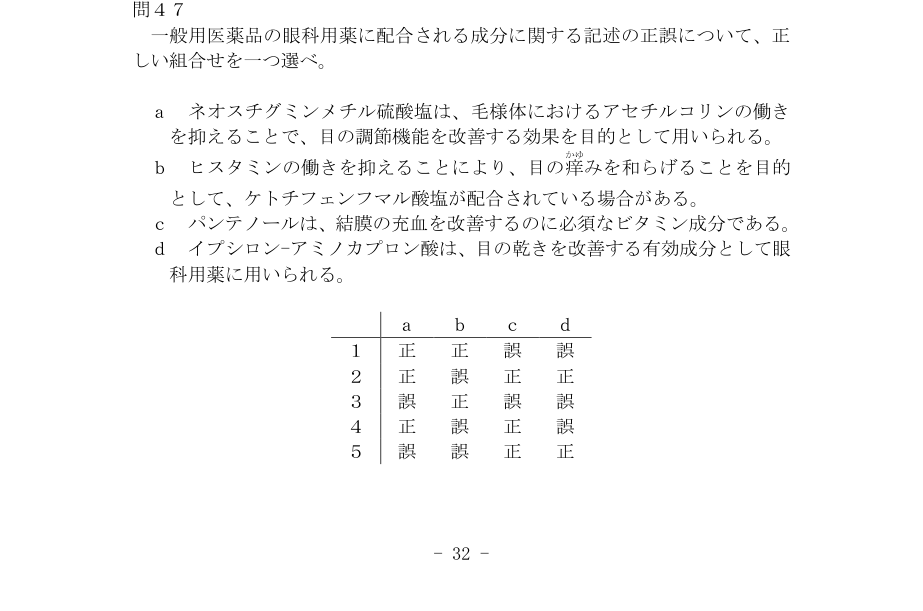 問４７
一般用医薬品の眼科用薬に配合される成分に関する記述の正誤について、正
しい組合せを一つ選べ。
a　ネオスチグミンメチル硫酸塩は、毛様体におけるアセチルコリンの働き
を抑えることで、目の調節機能を改善する効果を目的として用いられる。
かゆ
b　ヒスタミンの働きを抑えることにより、目の痒みを和らげることを目的
として、ケトチフェンフマル酸塩が配合されている場合がある。
c　パンテノールは、結膜の充血を改善するのに必須なビタミン成分である。
d　イプシロン−アミノカプロン酸は、目の乾きを改善する有効成分として眼
科用薬に用いられる。
a b c d
1 正 正 誤 誤
2 正 誤 正 正
3 誤 正 誤 誤
4 正 誤 正 誤
5 誤 誤 正 正
- 32 -